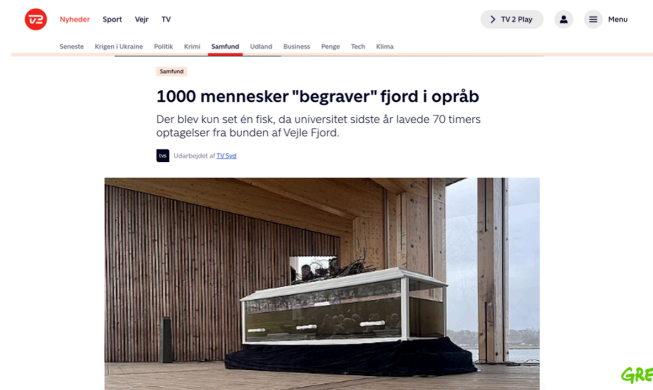 Nyheder Sport Vejr TV TV 2 Play Menu
Seneste Krigen i Ukraine Politik Krimi Samfund Udland Business Penge Tech Klima
Samfund
1000 mennesker "begraver" fjord i opråb
Der blev kun set én fisk, da universitet sidste år lavede 70 timers
optagelser fra bunden af Vejle Fjord.
tvs Udarbejdet af TV Syd
GRE